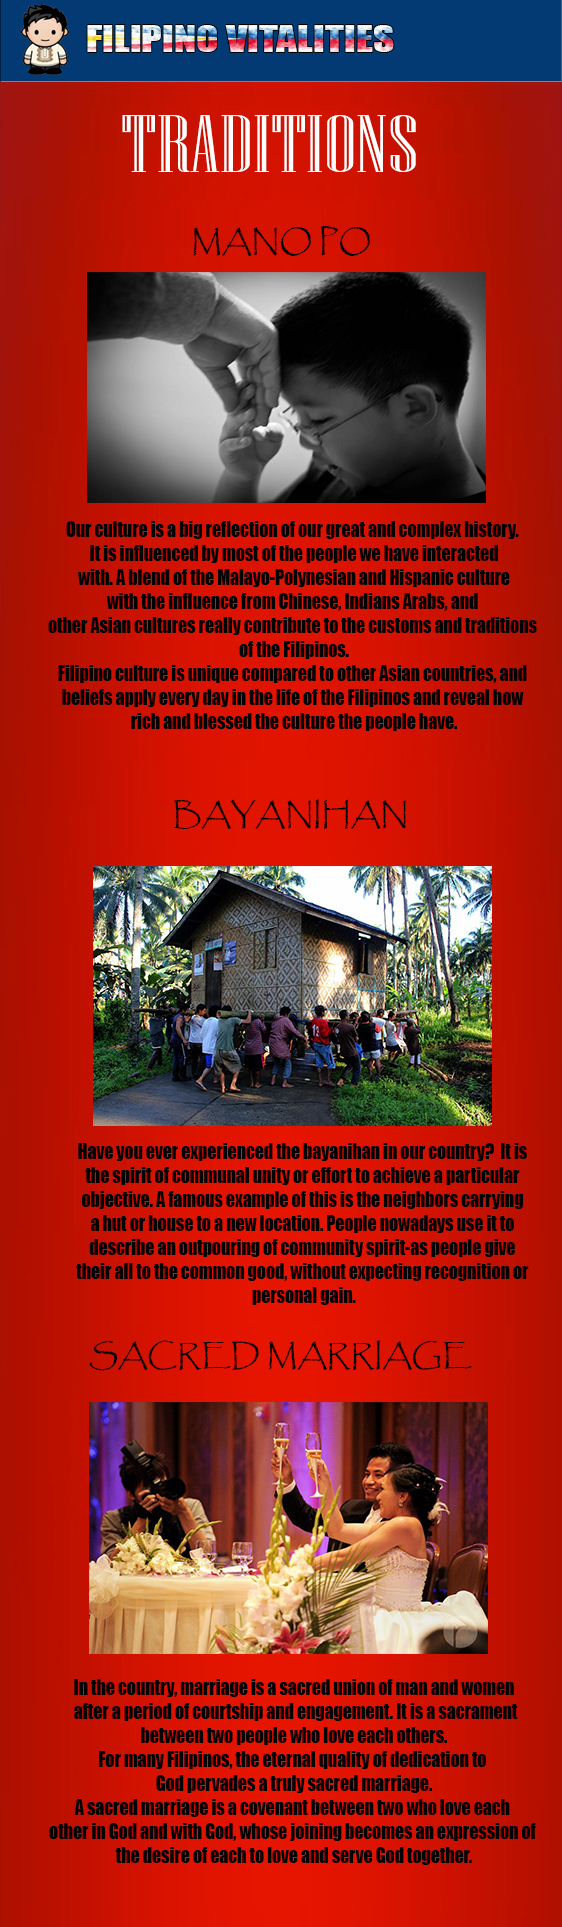 FILIPINO VITALITIES
TRADITIONS
MANO PO
Our culture is a big reflection of our great and complex history.
It is influenced by most of the people we have interacted
with. A blend of the Malayo-Polynesian and Hispanic culture
with the influence from Chinese, Indians Arabs, and
other Asian cultures really contribute to the customs and traditions
of the Filipinos.
Filipino culture is unique compared to other Asian countries, and
beliefs apply every day in the life of the Filipinos and reveal how
rich and blessed the culture the people have.
BAYANIHAN
Have you ever experienced the bayanihan in our country? It is
the spirit of communal unity or effort to achieve a particular
objective. A famous example of this is the neighbors carrying
a hut or house to a new location. People nowadays use it to
describe an outpouring of community spirit-as people give
their all to the common good, without expecting recognition or
personal gain.
SACRED MARRIAGE
In the country, marriage is a sacred union of man and women
after a period of courtship and engagement. It is a sacrament
between two people who love each others.
For many Filipinos, the eternal quality of dedication to
God pervades a truly sacred marriage.
A sacred marriage is a covenant between two who love each
other in God and with God, whose joining becomes an expression of
the desire of each to love and serve God together.